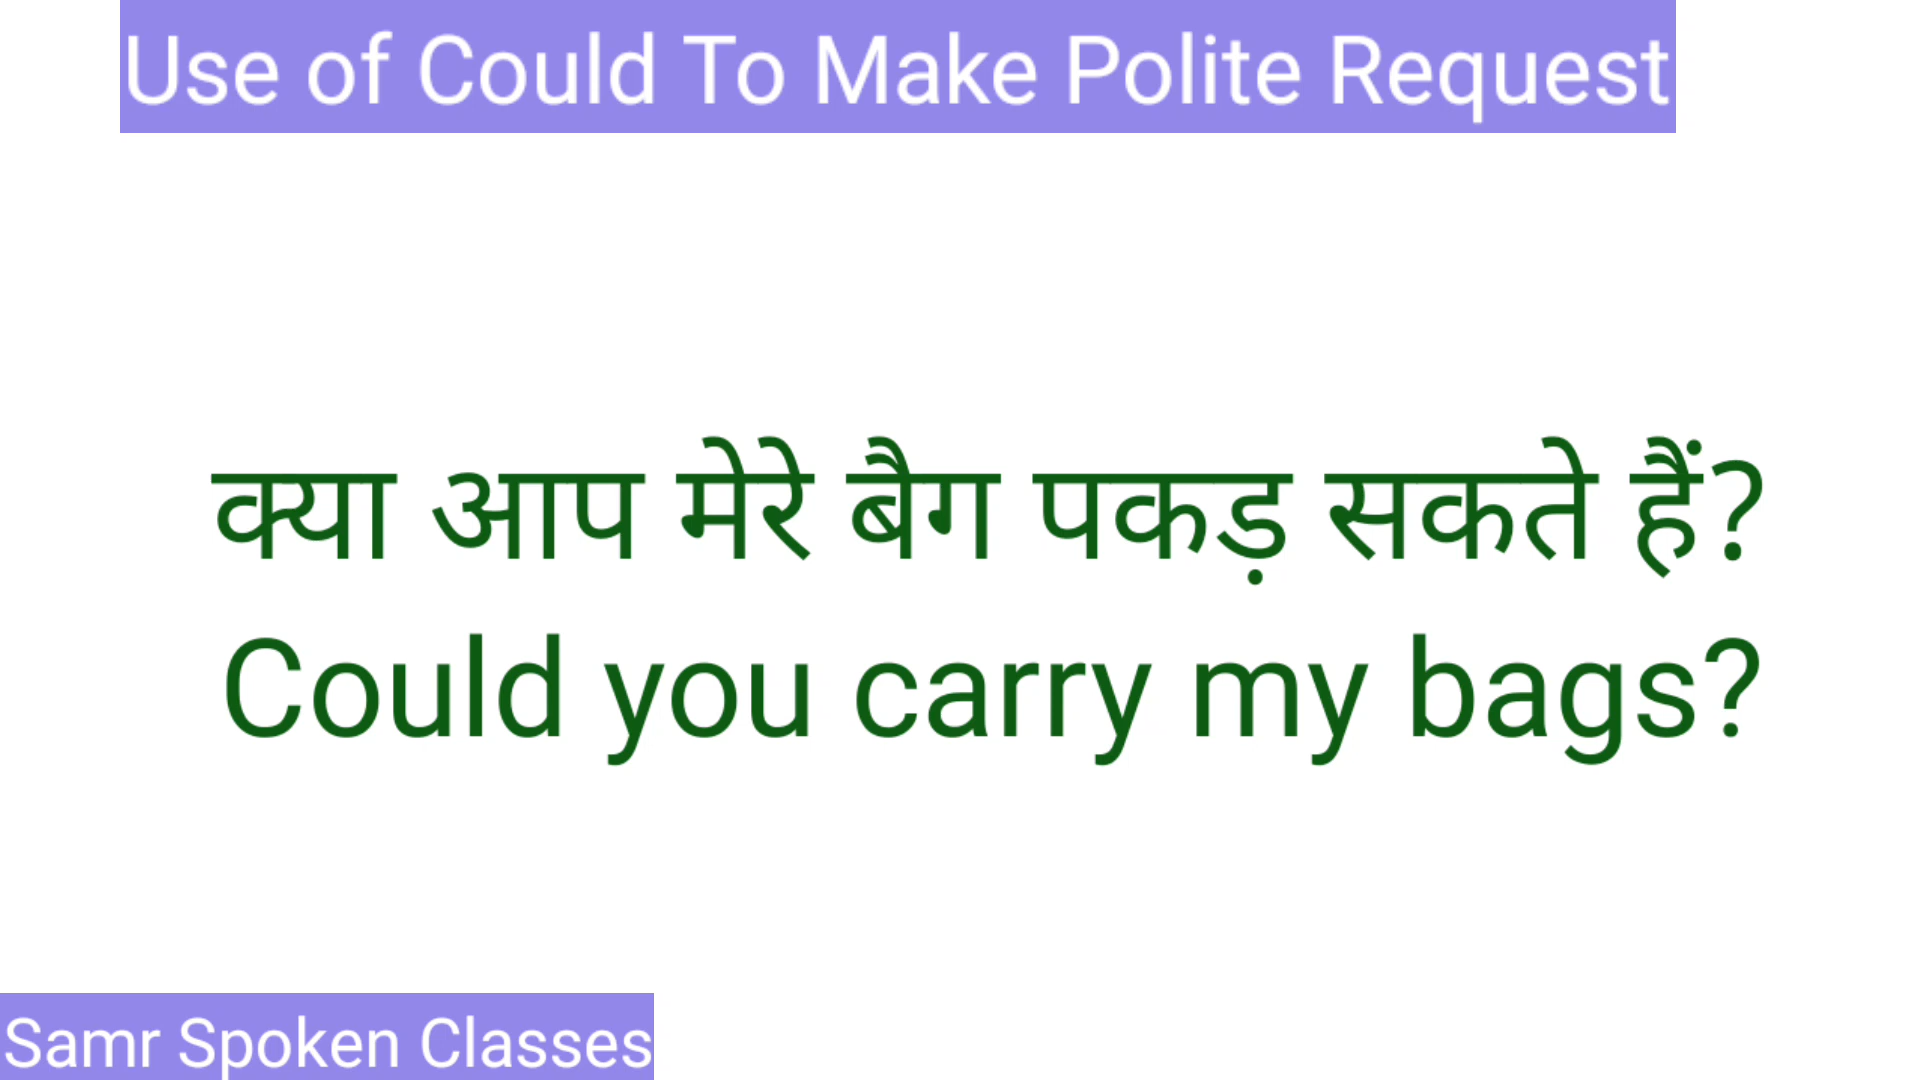 Use of Could To Make Polite Request
क्या आप मेरे बैग पकड़ सकते हैं?
Could you carry my bags?
Samr Spoken Classes